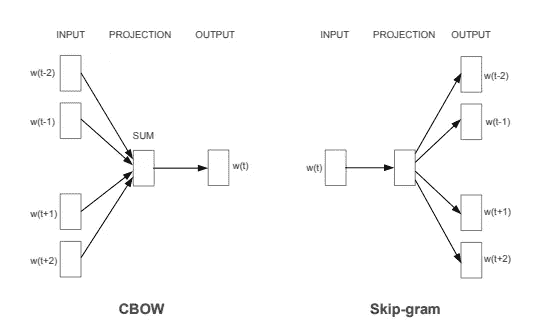 INPUT PROJECTION OUTPUT
w(t-2)
w(t-1)
SUM
w(t)
w(t+1)
w(t+2)
CBOW
INPUT PROJECTION OUTPUT
w(t-2)
w(t-1)
w(t)
w(t+1)
w(t+2)
Skip-gram